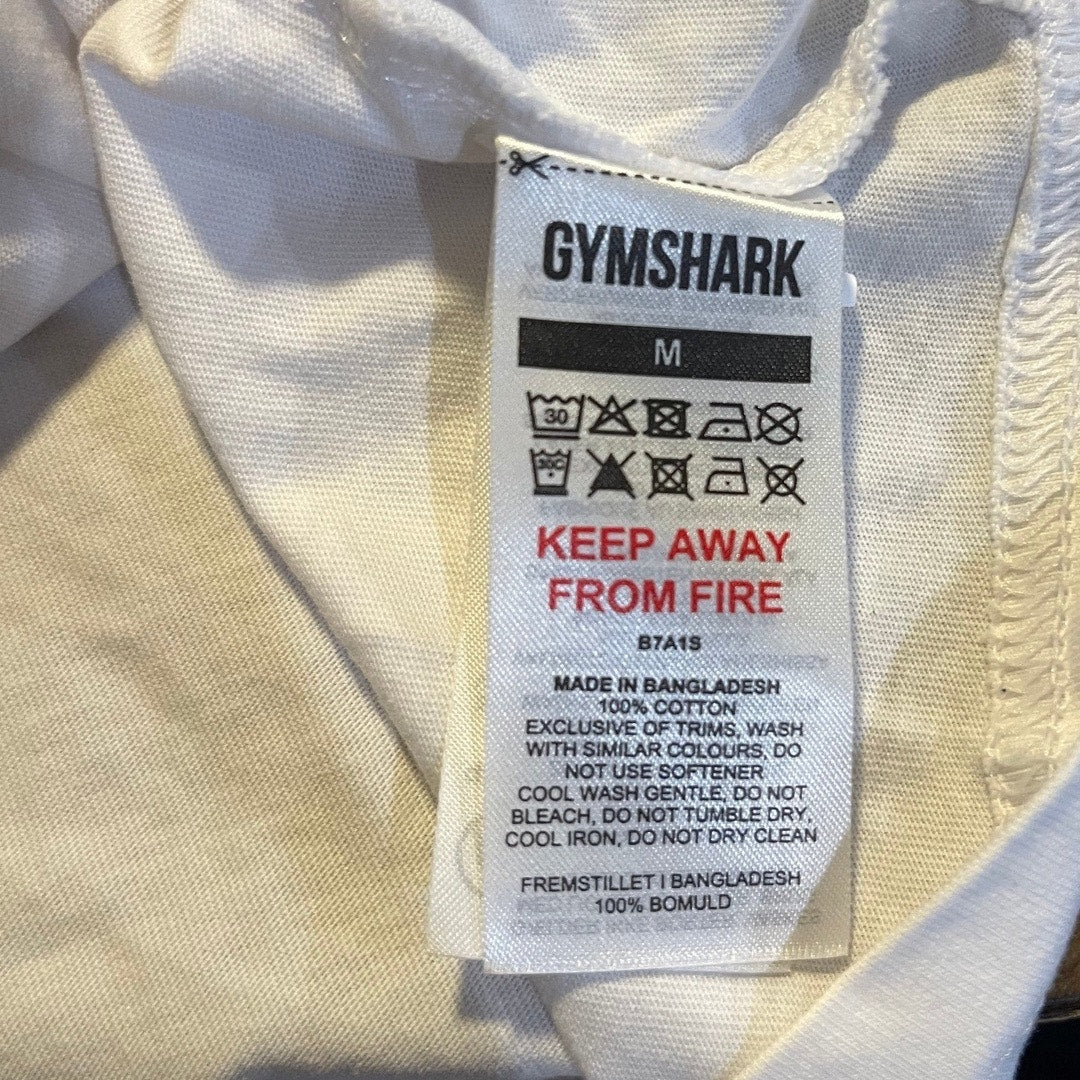 GYMSHARK
M
30
30C
KEEP AWAY
FROM FIRE
B7A1S
MADE IN BANGLADESH
100% COTTON
EXCLUSIVE OF TRIMS, WASH
WITH SIMILAR COLOURS, DO
NOT USE SOFTENER
COOL WASH GENTLE, DO NOT
BLEACH, DO NOT TUMBLE DRY,
COOL IRON, DO NOT DRY CLEAN
FREMSTILLET I BANGLADESH
100% BOMULD